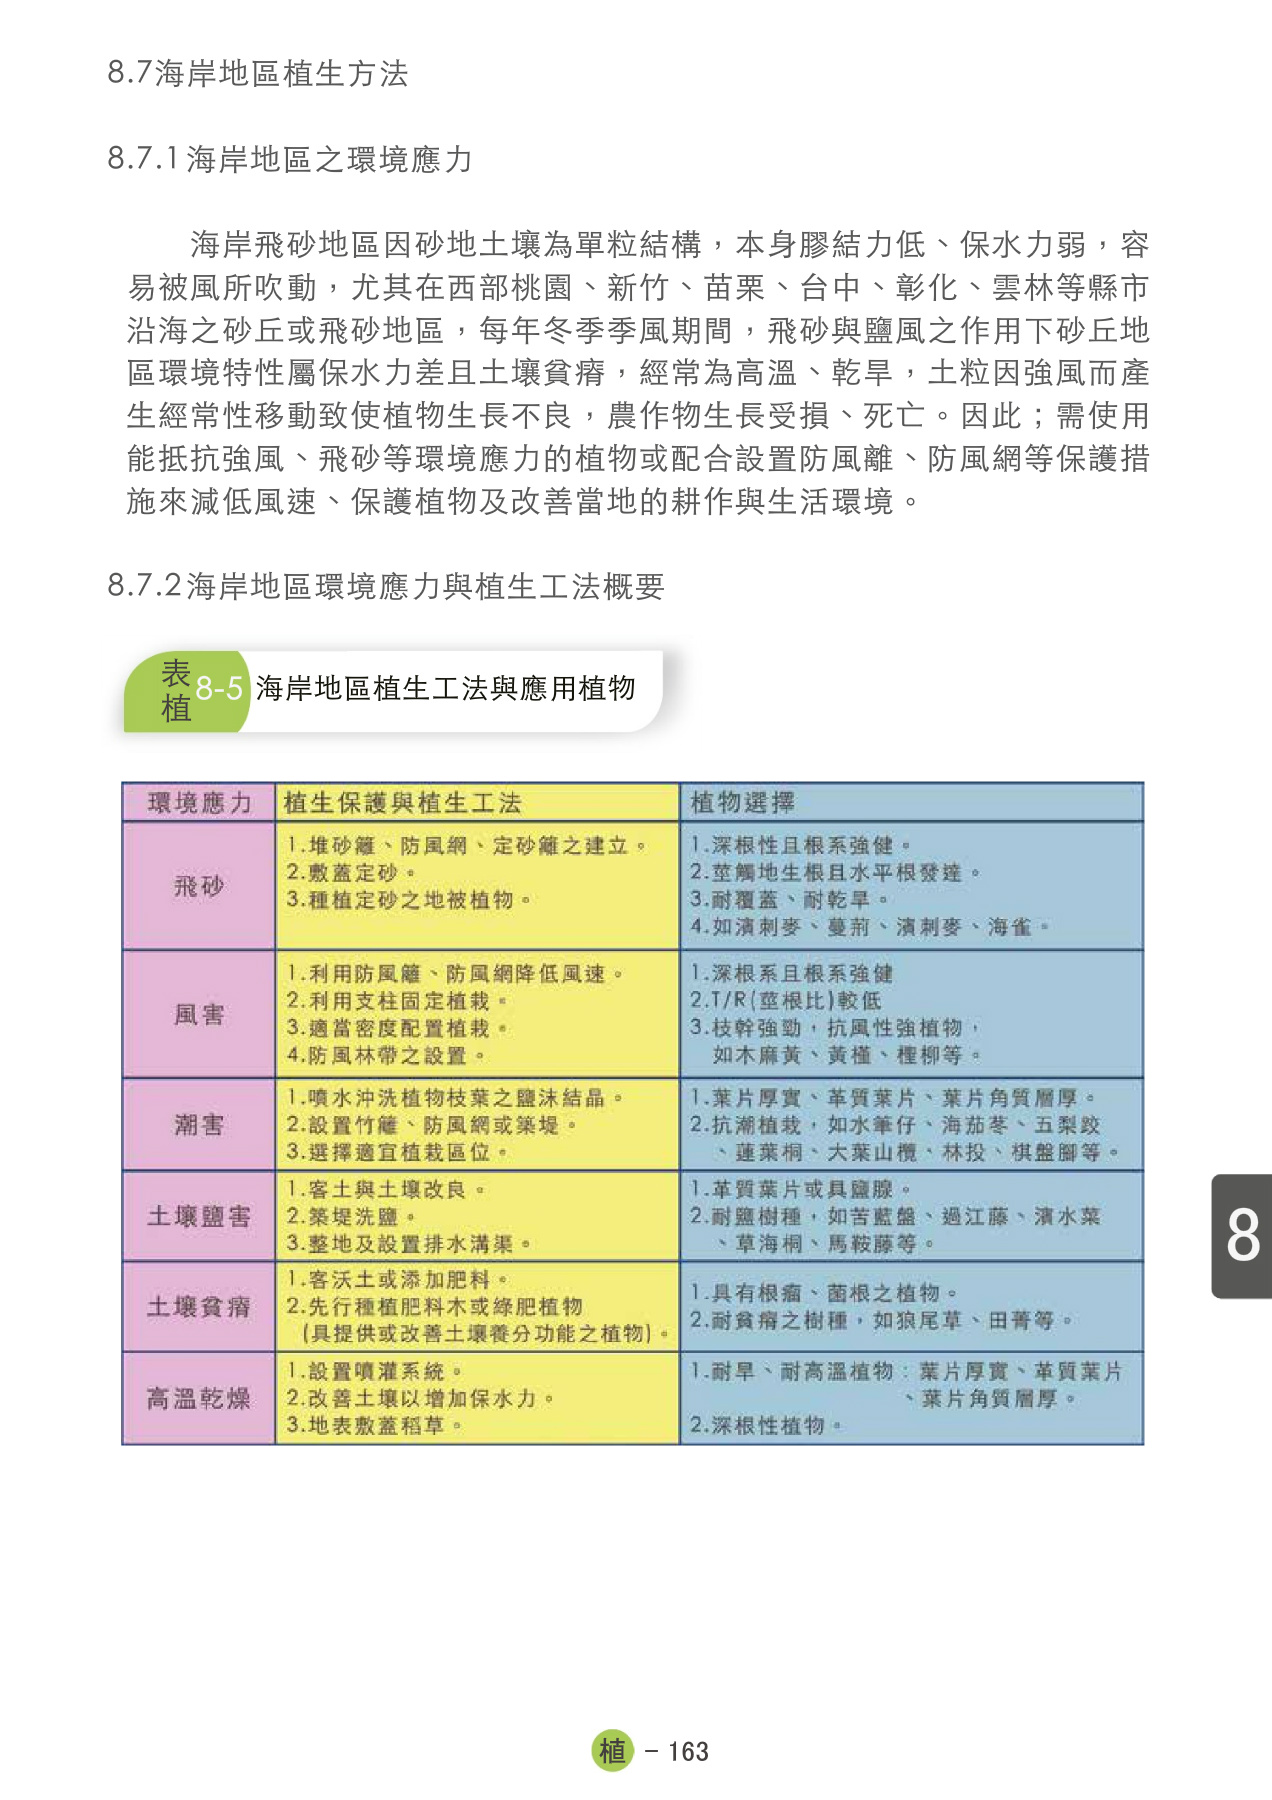 8.7海岸地區植生方法
8.7.1海岸地區之環境應力
海岸飛砂地區因砂地土壤為單粒結構，本身膠結力低、保水力弱，容
易被風所吹動，尤其在西部桃園、新竹、苗栗、台中、彰化、雲林等縣市
沿海之砂丘或飛砂地區，每年冬季季風期間，飛砂與鹽風之作用下砂丘地
區環境特性屬保水力差且土壤貧瘠，經常為高溫、乾旱，土粒因強風而產
生經常性移動致使植物生長不良，農作物生長受損、死亡。因此；需使用
能抵抗強風、飛砂等環境應力的植物或配合設置防風離、防風網等保護措
施來減低風速、保護植物及改善當地的耕作與生活環境。
8.7.2海岸地區環境應力與植生工法概要
表植8-5 海岸地區植生工法與應用植物
環境應力 植生保護與植生工法 植物選擇
飛砂
1.堆砂籬、防風網、定砂籬之建立。
2.敷蓋定砂。
3.種植定砂之地被植物。
1.深根性且根系強健。
2.莖觸地生根且水平根發達。
3.耐覆蓋、耐乾旱。
4.如濱刺麥、蔓荊、濱刺麥、海雀。
風害
1.利用防風籬、防風網降低風速。
2.利用支柱固定植栽。
3.適當密度配置植栽。
4.防風林帶之設置。
1.深根系且根系強健
2.T/R(莖根比)較低
3.枝幹強勁，抗風性強植物，
如木麻黃、黃槿、檉柳等。
潮害
1.噴水沖洗植物枝葉之鹽沫結晶。
2.設置竹籬、防風網或築堤。
3.選擇適宜植栽區位。
1.葉片厚實、革質葉片、葉片角質層厚。
2.抗潮植栽，如水筆仔、海茄苳、五梨跤
、蓮葉桐、大葉山欖、林投、棋盤腳等。
土壤鹽害
1.客土與土壤改良。
2.築堤洗鹽。
3.整地及設置排水溝渠。
1.革質葉片或具鹽腺。
2.耐鹽樹種，如苦藍盤、過江藤、濱水菜
、草海桐、馬鞍藤等。
土壤貧瘠
1.客沃土或添加肥料。
2.先行種植肥料木或綠肥植物
(具提供或改善土壤養分功能之植物)。
1.具有根瘤、菌根之植物。
2.耐貧瘠之樹種，如狼尾草、田菁等。
高溫乾燥
1.設置噴灌系統。
2.改善土壤以增加保水力。
3.地表敷蓋稻草。
1.耐旱、耐高溫植物：葉片厚實、革質葉片
、葉片角質層厚。
2.深根性植物。
8
植 - 163